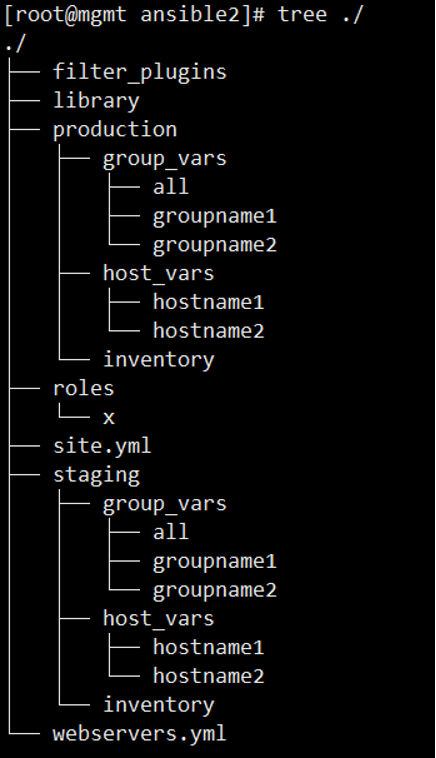 [root@mgmt ansible2]# tree ./
./
├── filter_plugins
├── library
├── production
│   ├── group_vars
│   │   ├── all
│   │   ├── groupname1
│   │   └── groupname2
│   ├── host_vars
│   │   ├── hostname1
│   │   └── hostname2
│   └── inventory
├── roles
│   └── x
├── site.yml
├── staging
│   ├── group_vars
│   │   ├── all
│   │   ├── groupname1
│   │   └── groupname2
│   ├── host_vars
│   │   ├── hostname1
│   │   └── hostname2
│   └── inventory
└── webservers.yml